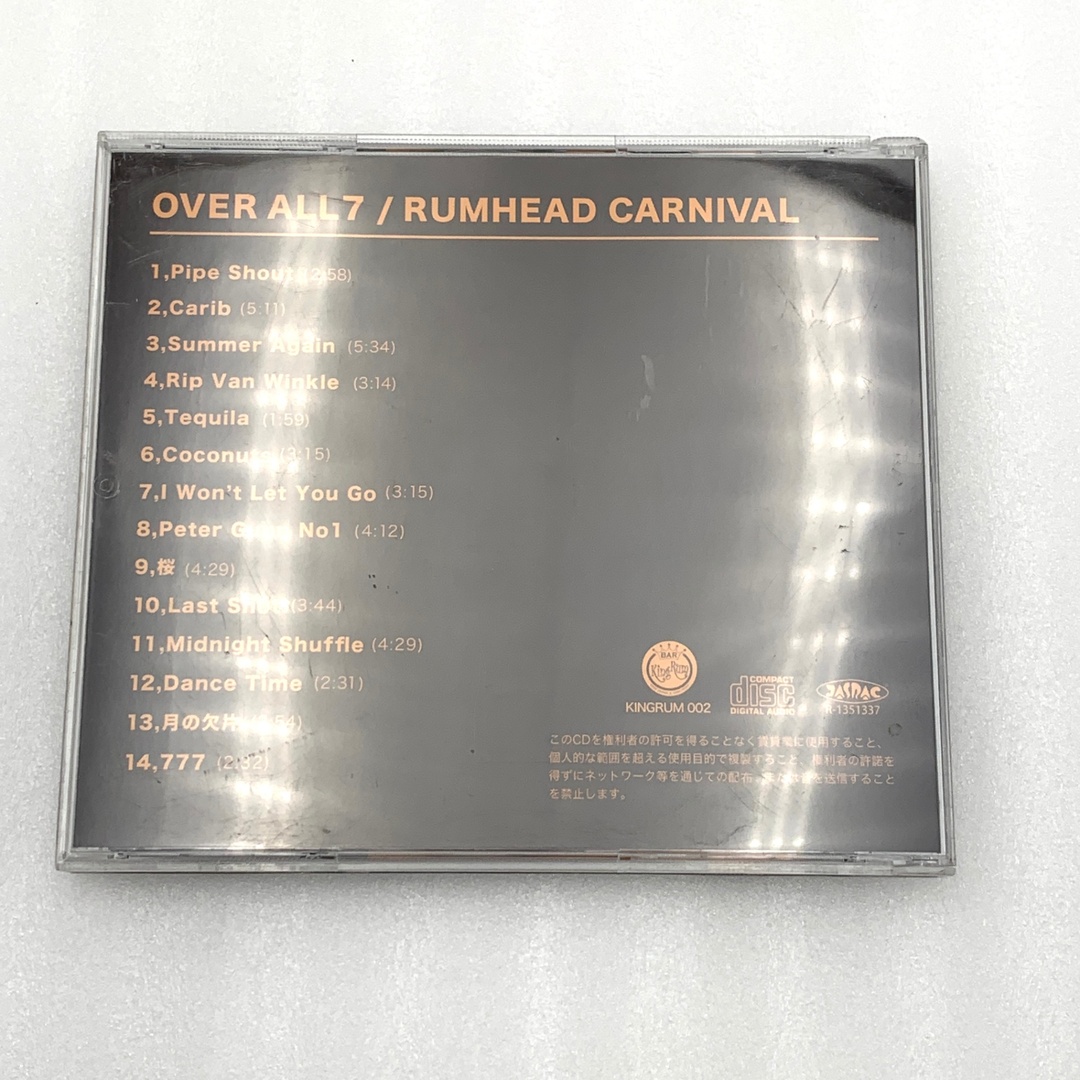 OVER ALL7 / RUMHEAD CARNIVAL
1,Pipe Shout (2:58)
2,Carib (5:11)
3,Summer Again (5:34)
4,Rip Van Winkle (3:14)
5,Tequila (1:59)
6,Coconuts (3:15)
7,I Won't Let You Go (3:15)
8,Peter No1 (4:12)
9,桜 (4:29)
10,Last (3:44)
11,Midnight Shuffle (4:29)
12,Dance Time (2:31)
13,月の欠片
14,777 (2:32)
BAR
King Rum
KINGRUM 002
COMPACT
disc
DIGITAL AUDIO
JASRAC
R-1351337
このCDを権利者の許可を得ることなく賃貸業に使用すること、
個人的な範囲を超える使用目的で複製すること、権利者の許諾を
得ずにネットワーク等を通じての配布、または を送信すること
を禁止します。